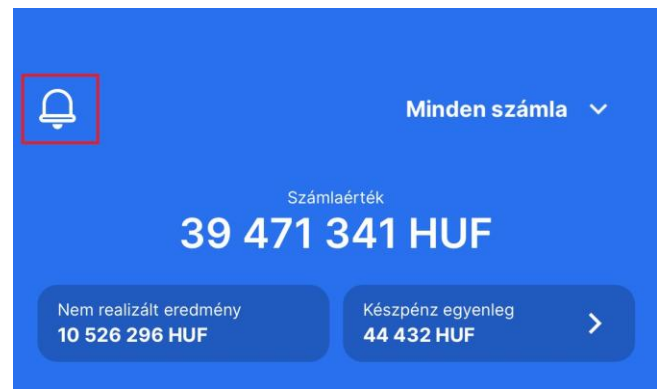 Minden számla
Számlaérték
39 471 341 HUF
Nem realizált eredmény
10 526 296 HUF
Készpénz egyenleg
44 432 HUF